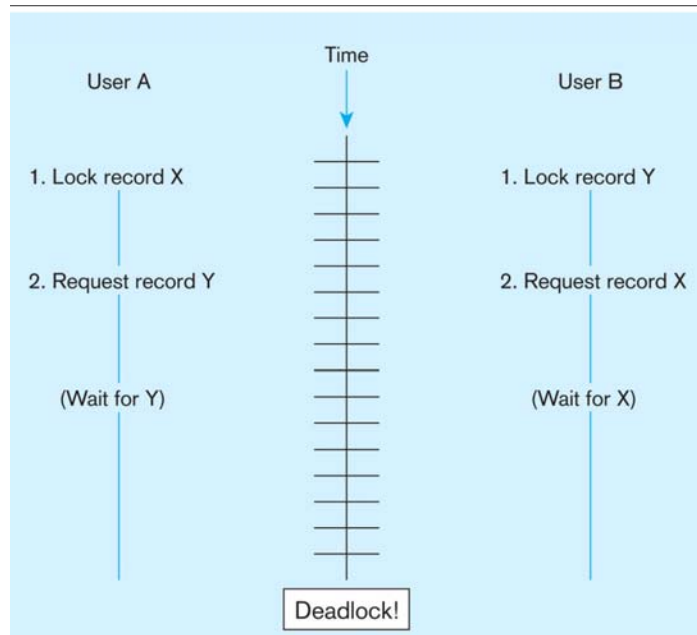 Time
User A
User B
1. Lock record X
1. Lock record Y
2. Request record Y
2. Request record X
(Wait for Y)
(Wait for X)
Deadlock!